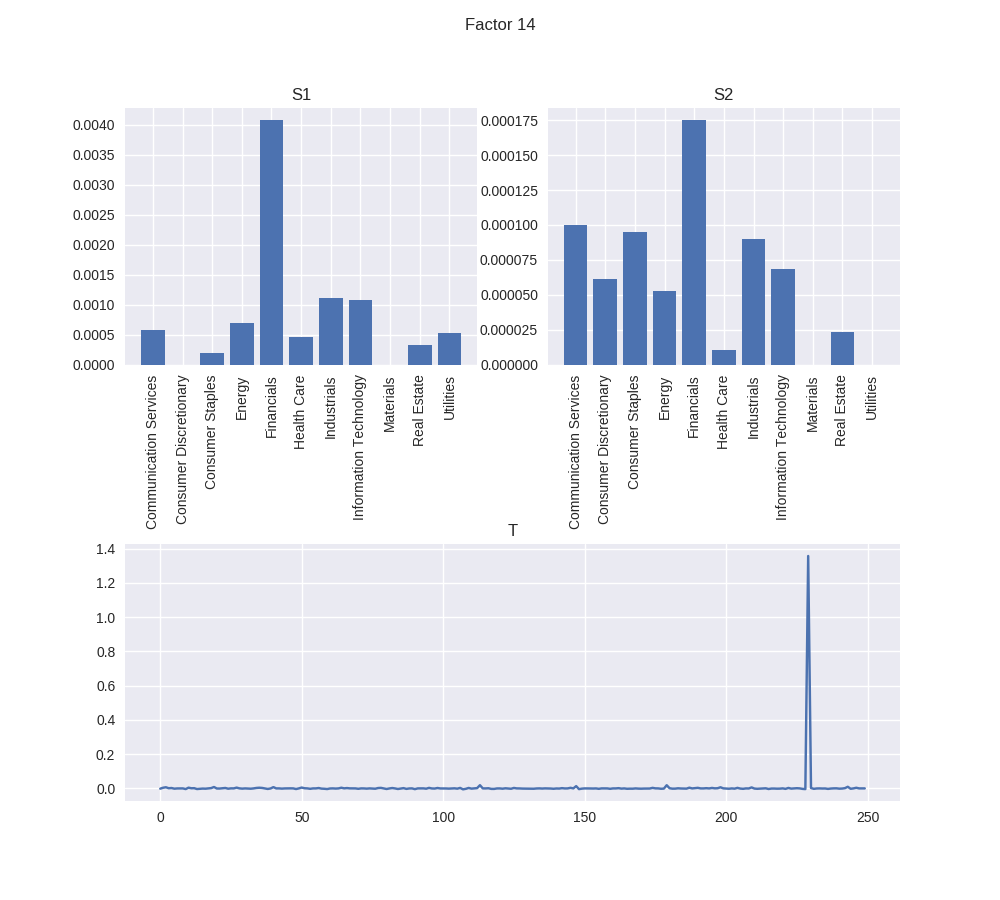 Factor 14
S1
0.0040
0.0035
0.0030
0.0025
0.0020
0.0015
0.0010
0.0005
0.0000
Communication Services
Consumer Discretionary
Consumer Staples
Energy
Financials
Health Care
Industrials
Information Technology
Materials
Real Estate
Utilities
S2
0.000175
0.000150
0.000125
0.000100
0.000075
0.000050
0.000025
0.000000
Communication Services
Consumer Discretionary
Consumer Staples
Energy
Financials
Health Care
Industrials
Information Technology
Materials
Real Estate
Utilities
T
1.4
1.2
1.0
0.8
0.6
0.4
0.2
0.0
0 50 100 150 200 250